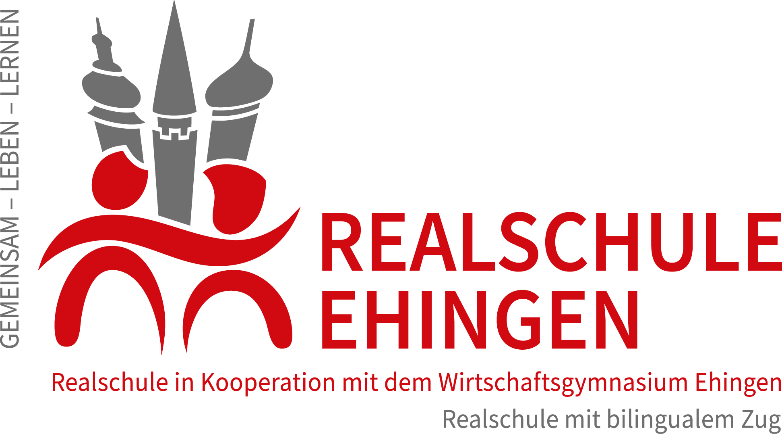 GEMEINSAM – LEBEN – LERNEN
REALSCHULE
EHINGEN
Realschule in Kooperation mit dem Wirtschaftsgymnasium Ehingen
Realschule mit bilingualem Zug